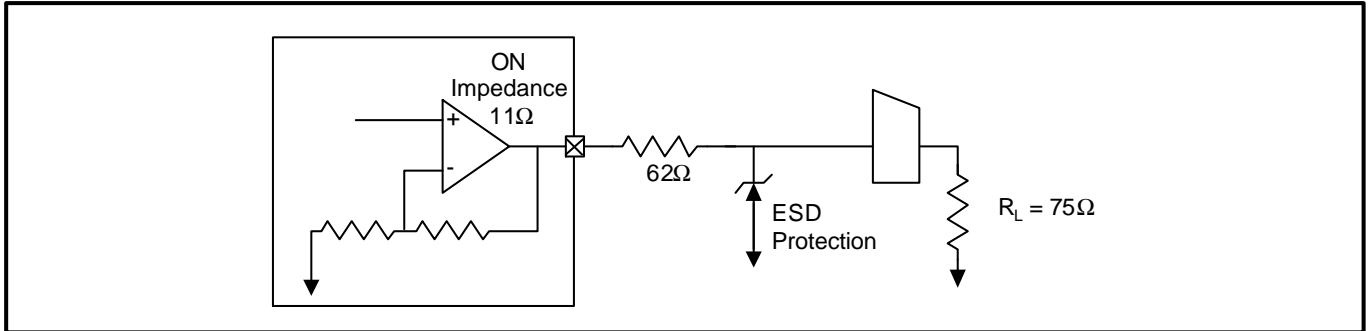 ON
Impedance
11Ω
+
-
62Ω
ESD
Protection
R_L = 75Ω